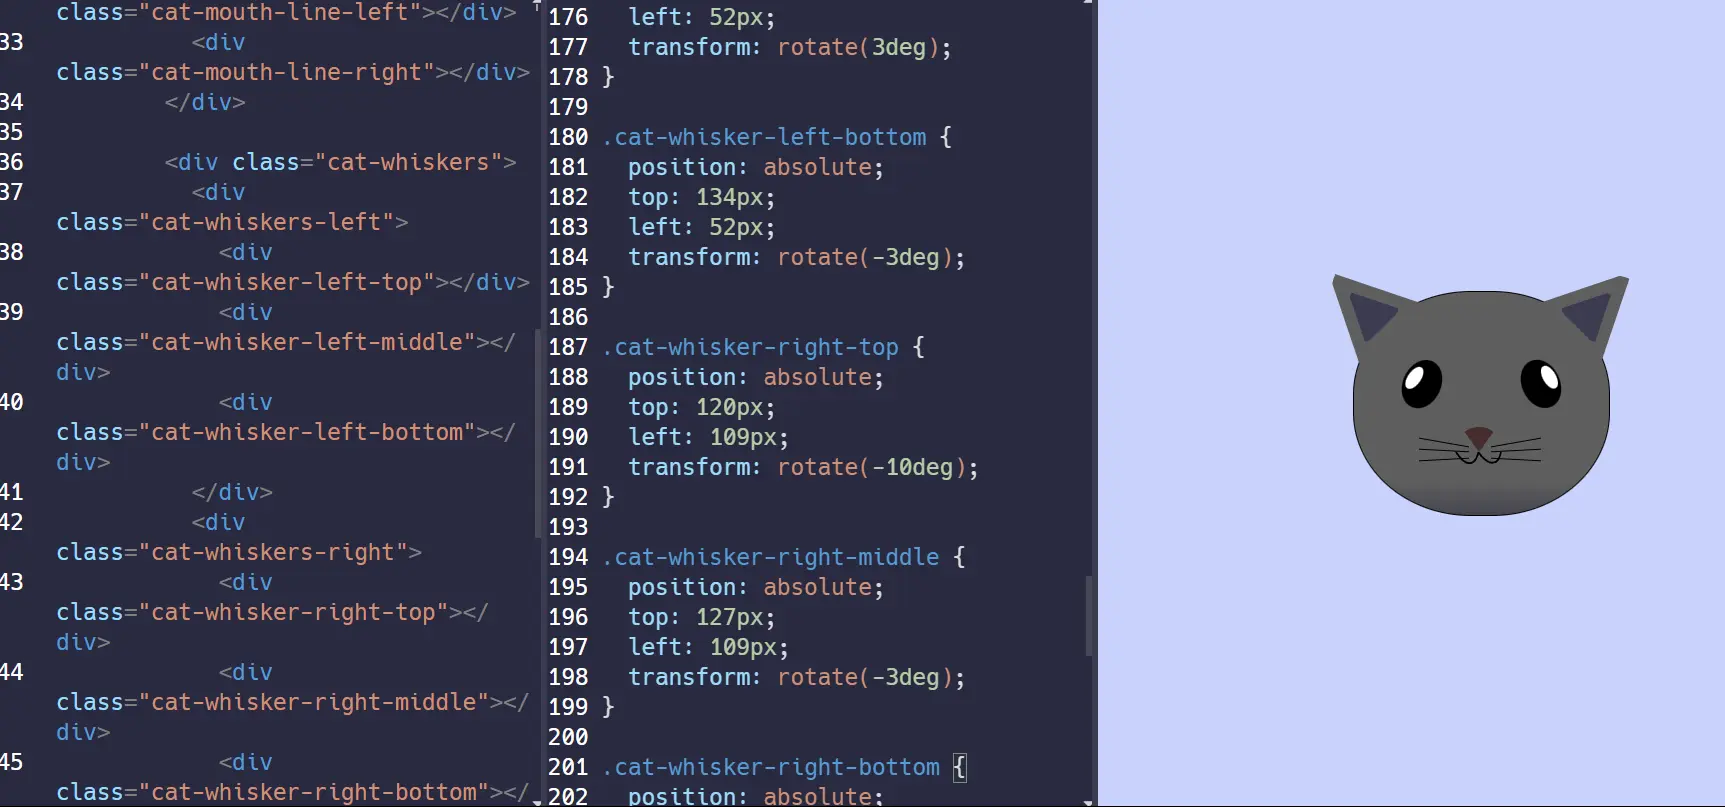 class="cat-mouth-line-left"></div>
33 <div
class="cat-mouth-line-right"></div>
34 </div>
35
36 <div class="cat-whiskers">
37 <div
class="cat-whiskers-left">
38 <div
class="cat-whisker-left-top"></div>
39 <div
class="cat-whisker-left-middle"></
div>
40 <div
class="cat-whisker-left-bottom"></
div>
41 </div>
42 <div
class="cat-whiskers-right">
43 <div
class="cat-whisker-right-top"></
div>
44 <div
class="cat-whisker-right-middle"></
div>
45 <div
class="cat-whisker-right-bottom"></
176 left: 52px;
177 transform: rotate(3deg);
178 }
179
180 .cat-whisker-left-bottom {
181 position: absolute;
182 top: 134px;
183 left: 52px;
184 transform: rotate(-3deg);
185 }
186
187 .cat-whisker-right-top {
188 position: absolute;
189 top: 120px;
190 left: 109px;
191 transform: rotate(-10deg);
192 }
193
194 .cat-whisker-right-middle {
195 position: absolute;
196 top: 127px;
197 left: 109px;
198 transform: rotate(-3deg);
199 }
200
201 .cat-whisker-right-bottom {
202 position: absolute;